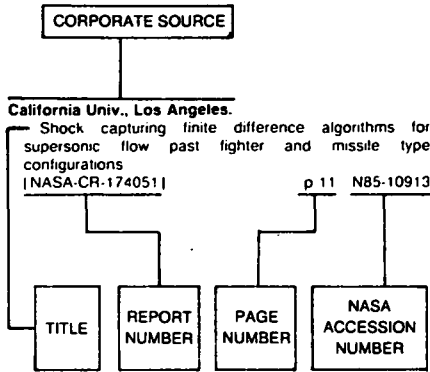 CORPORATE SOURCE
California Univ., Los Angeles.
Shock capturing finite difference algorithms for
supersonic flow past fighter and missile type
configurations
|NASA-CR-174051| p 11 N85-10913
TITLE
REPORT
NUMBER
PAGE
NUMBER
NASA
ACCESSION
NUMBER